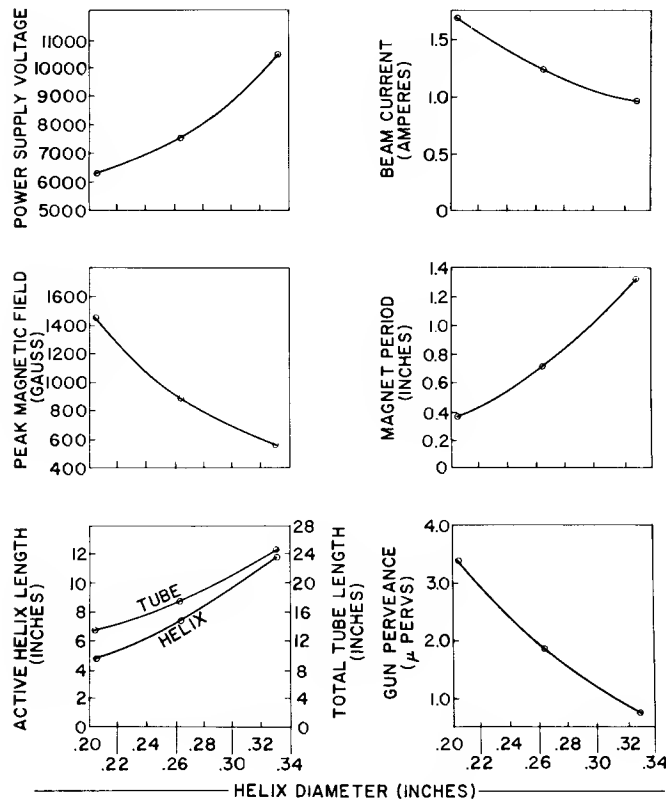 POWER SUPPLY VOLTAGE
11000
10000
9000
8000
7000
6000
5000
BEAM CURRENT
(AMPERES)
1.5
1.0
0.5
0
PEAK MAGNETIC FIELD
(GAUSS)
1600
1400
1200
1000
800
600
400
MAGNET PERIOD
(INCHES)
1.4
1.2
1.0
0.8
0.6
0.4
0.2
0
ACTIVE HELIX LENGTH
(INCHES)
12
10
8
6
4
2
0
TUBE
HELIX
28
24
20
16
12
8
4
0
TOTAL TUBE LENGTH
(INCHES)
GUN PERVEANCE
(μ PERVS)
4.0
3.0
2.0
1.0
.20 .24 .28 .32
.22 .26 .30 .34
.20 .24 .28 .32
.22 .26 .30 .34
HELIX DIAMETER (INCHES)